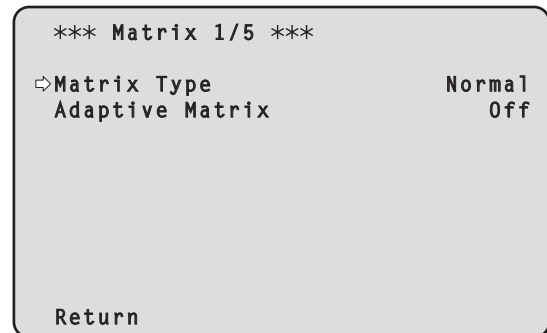 *** Matrix 1/5 ***
⇨Matrix Type Normal
Adaptive Matrix Off
Return